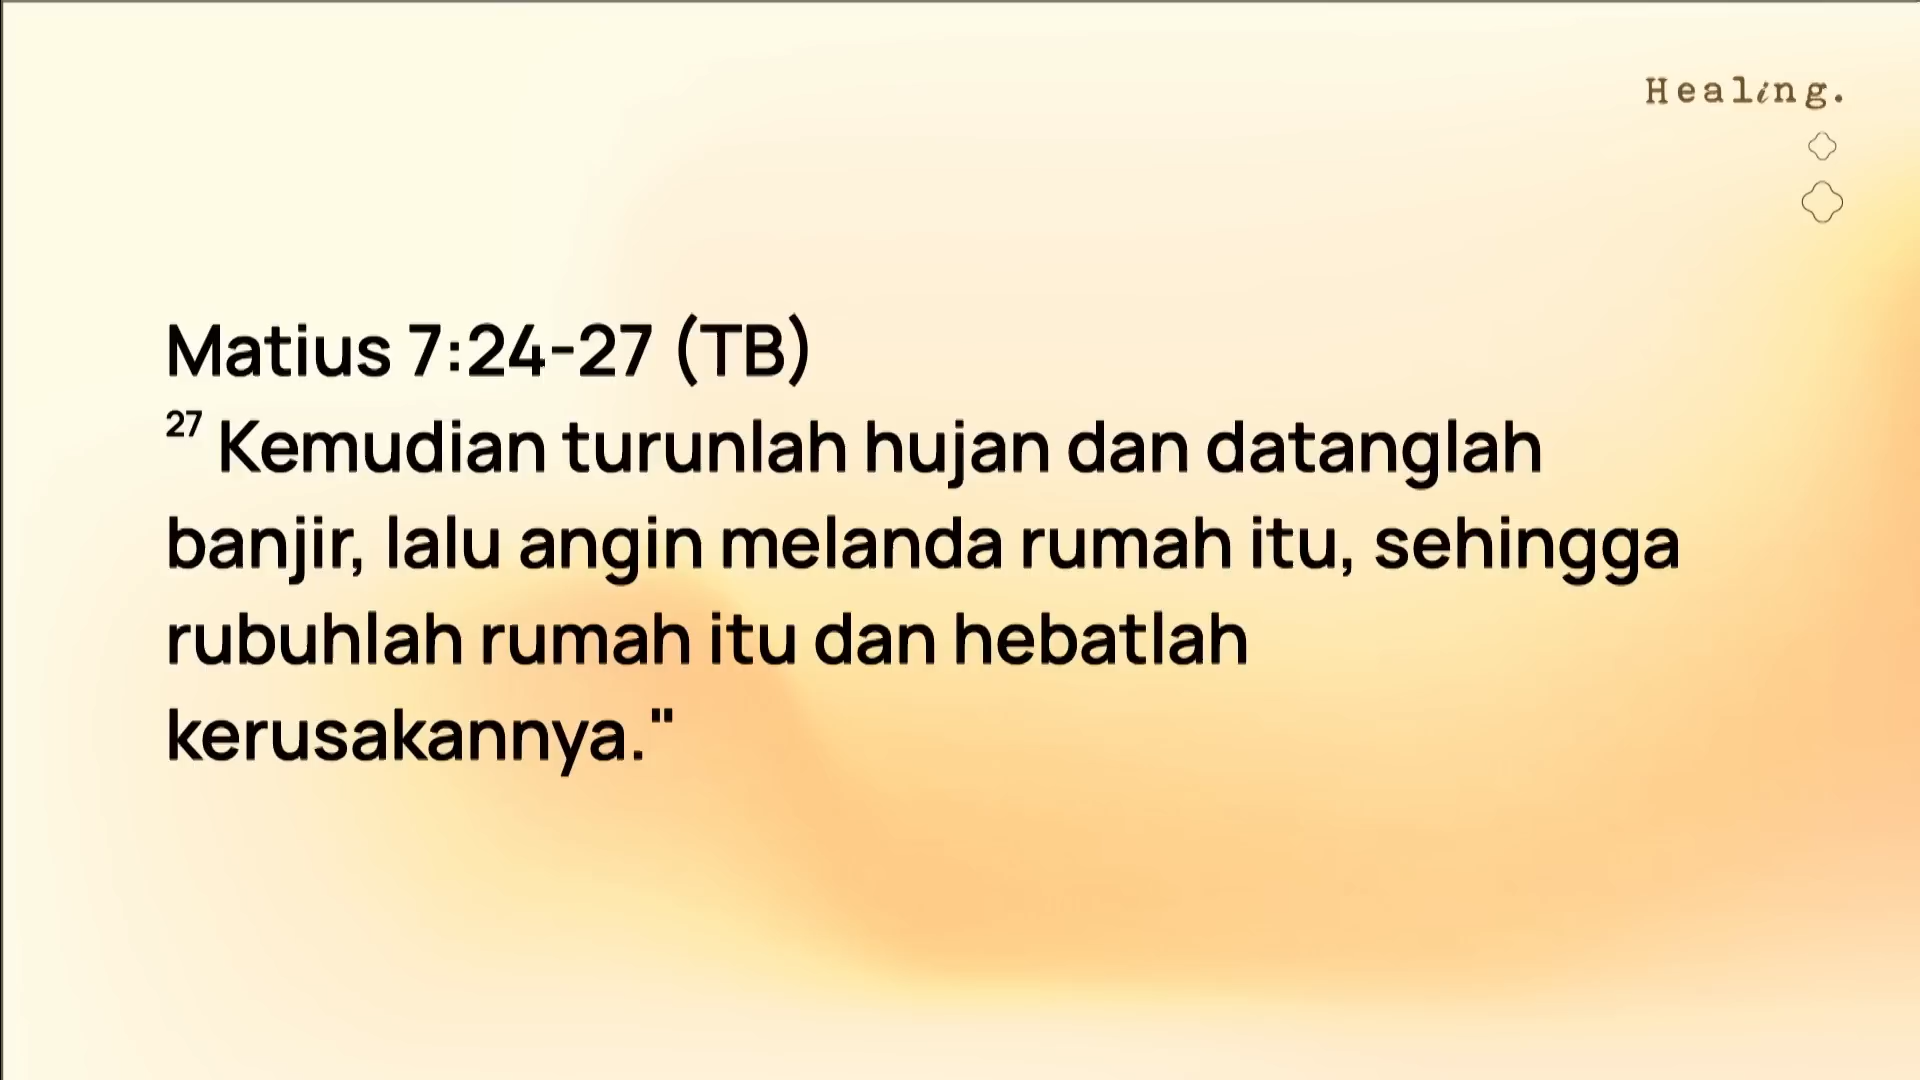 Healing.
Matius 7:24-27 (TB)
27 Kemudian turunlah hujan dan datanglah
banjir, lalu angin melanda rumah itu, sehingga
rubuhlah rumah itu dan hebatlah
kerusakannya."